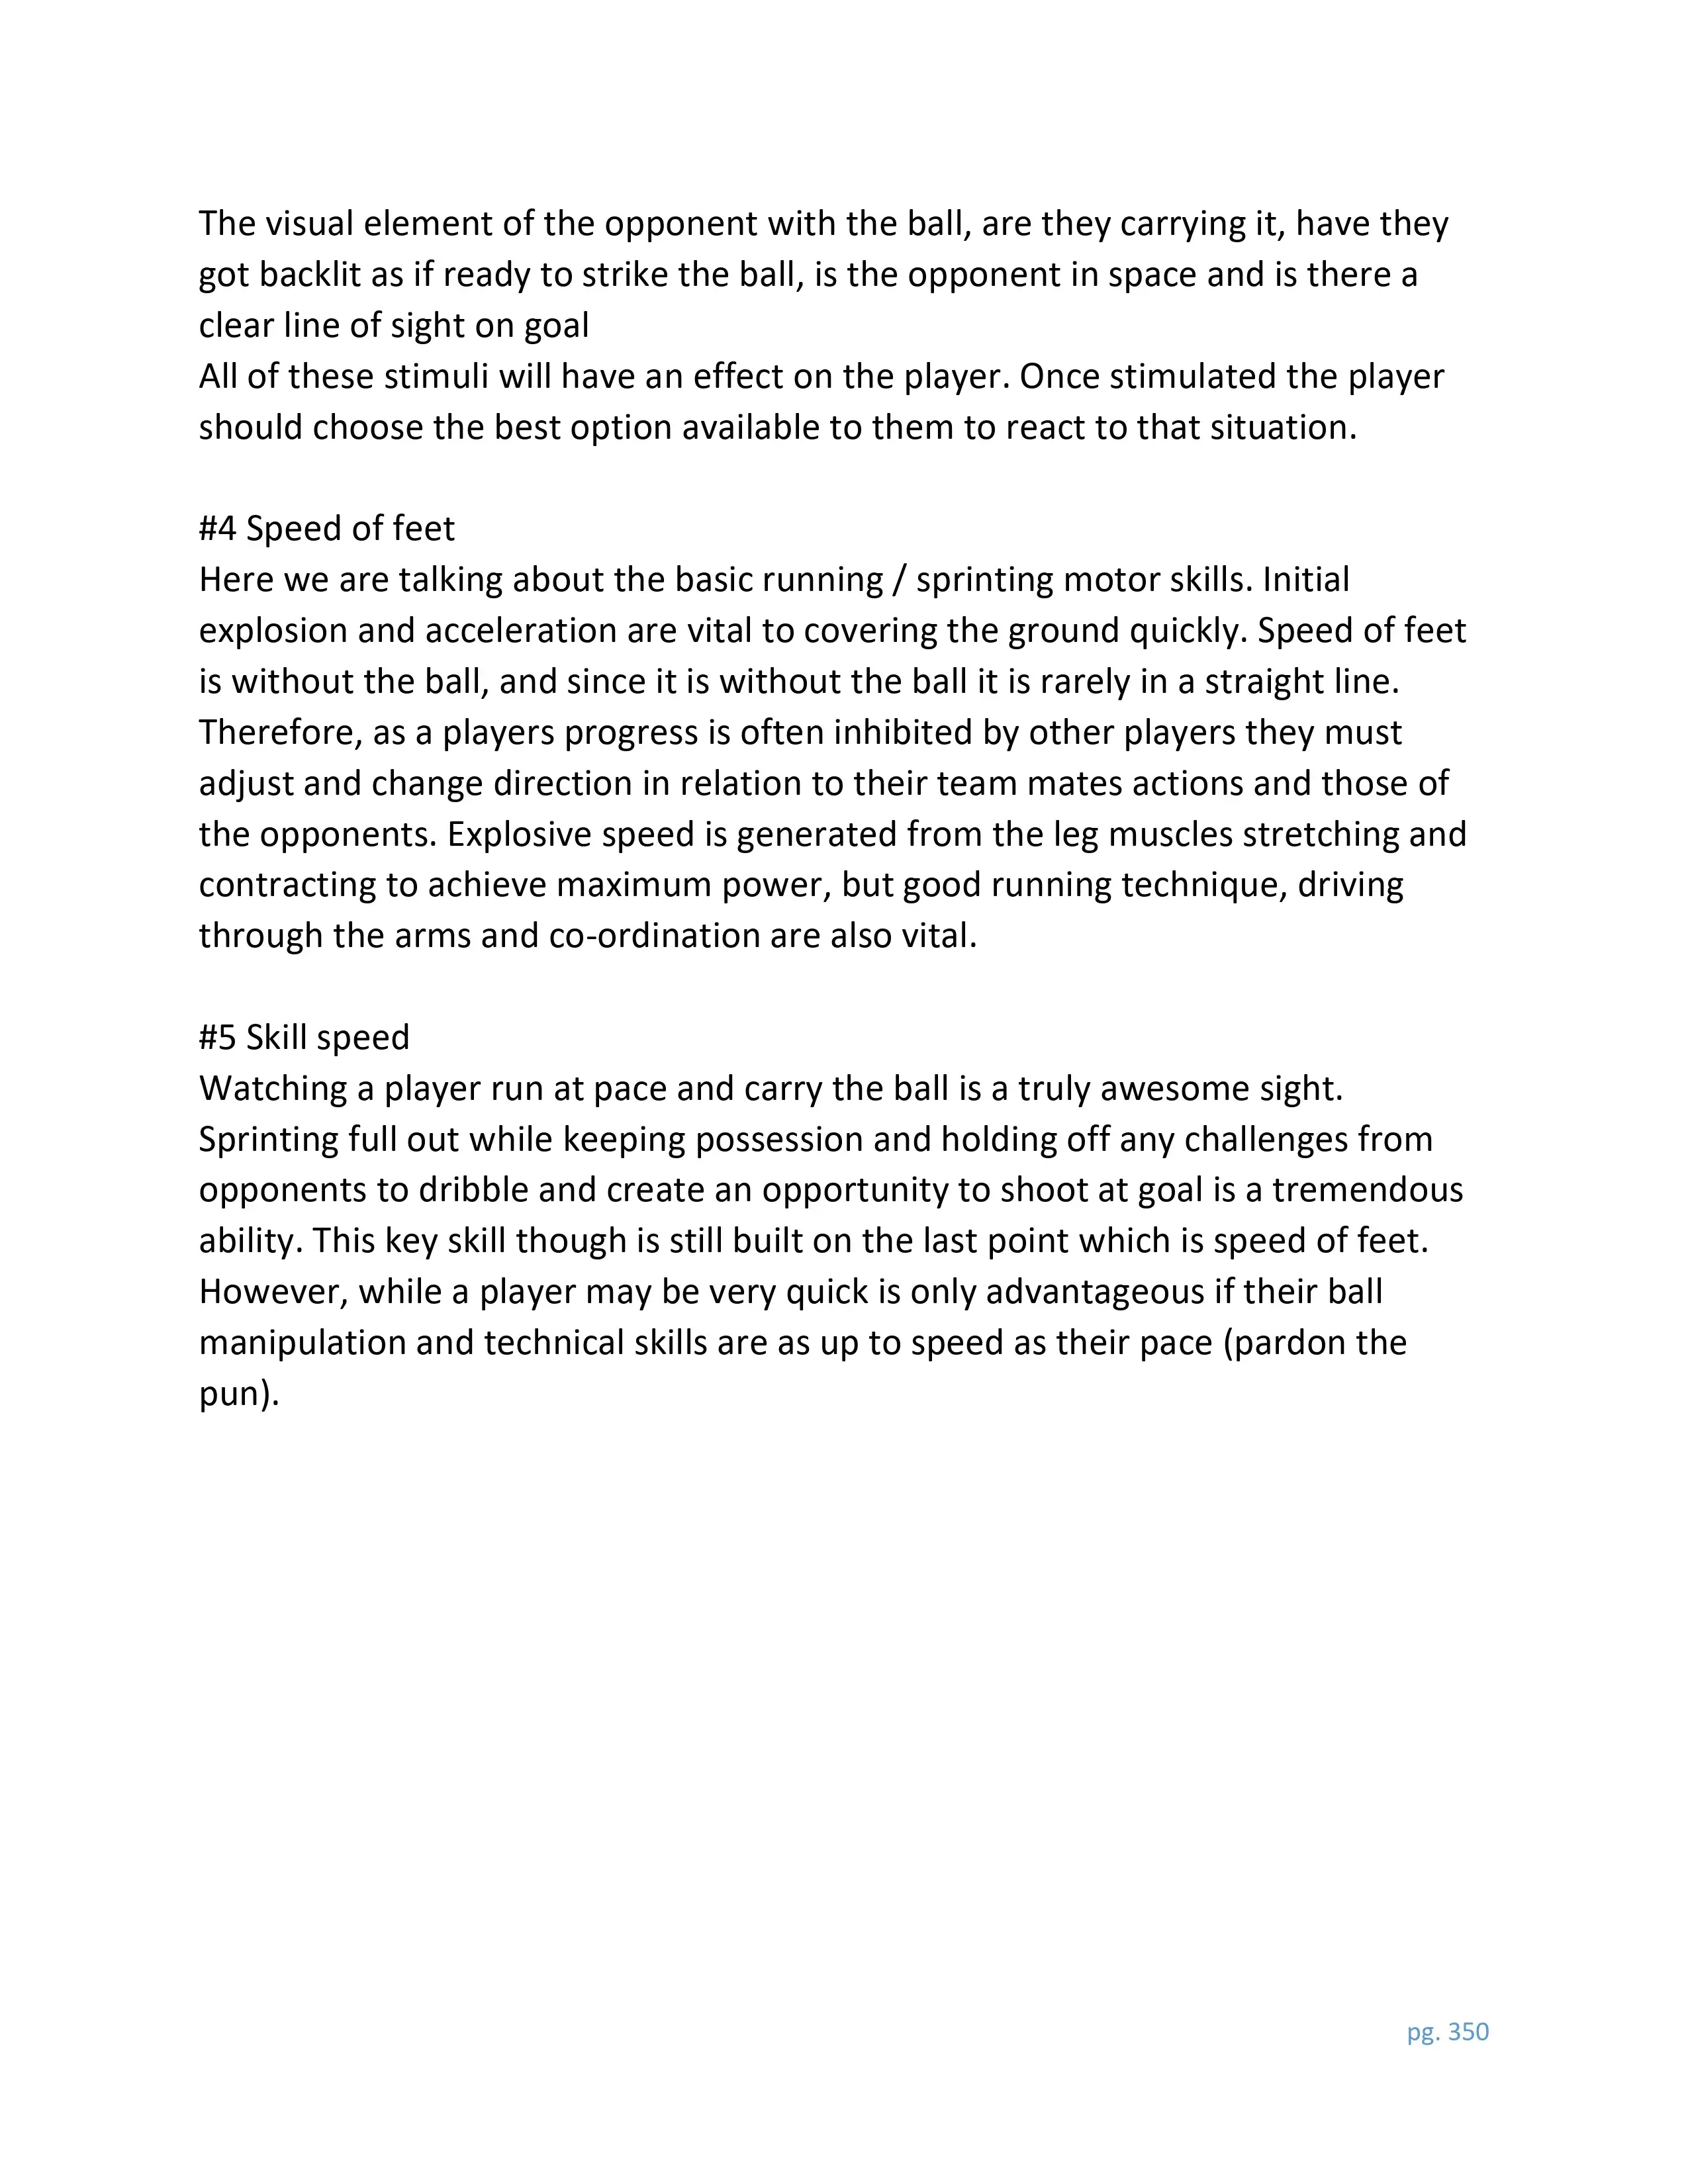 The visual element of the opponent with the ball, are they carrying it, have they
got backlit as if ready to strike the ball, is the opponent in space and is there a
clear line of sight on goal
All of these stimuli will have an effect on the player. Once stimulated the player
should choose the best option available to them to react to that situation.
#4 Speed of feet
Here we are talking about the basic running / sprinting motor skills. Initial
explosion and acceleration are vital to covering the ground quickly. Speed of feet
is without the ball, and since it is without the ball it is rarely in a straight line.
Therefore, as a players progress is often inhibited by other players they must
adjust and change direction in relation to their team mates actions and those of
the opponents. Explosive speed is generated from the leg muscles stretching and
contracting to achieve maximum power, but good running technique, driving
through the arms and co-ordination are also vital.
#5 Skill speed
Watching a player run at pace and carry the ball is a truly awesome sight.
Sprinting full out while keeping possession and holding off any challenges from
opponents to dribble and create an opportunity to shoot at goal is a tremendous
ability. This key skill though is still built on the last point which is speed of feet.
However, while a player may be very quick is only advantageous if their ball
manipulation and technical skills are as up to speed as their pace (pardon the
pun).
pg. 350